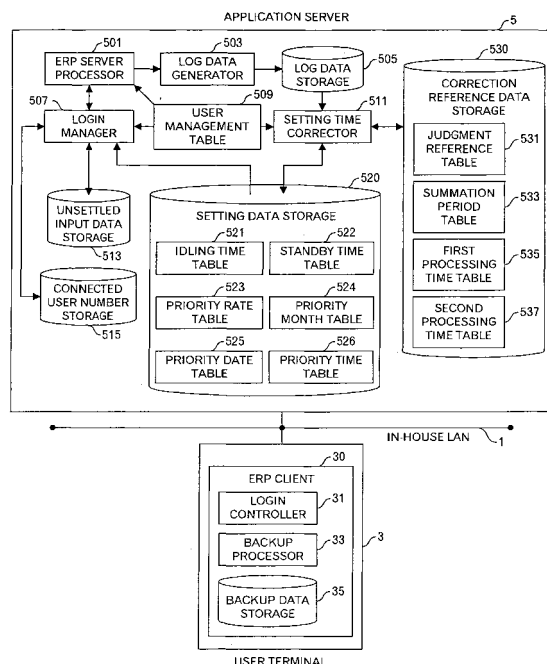 APPLICATION SERVER
5
501
ERP SERVER
PROCESSOR
503
LOG DATA
GENERATOR
LOG DATA
STORAGE
505
507
LOGIN
MANAGER
509
USER
MANAGEMENT
TABLE
511
SETTING TIME
CORRECTOR
530
CORRECTION
REFERENCE DATA
STORAGE
531
JUDGMENT
REFERENCE
TABLE
533
SUMMATION
PERIOD
TABLE
535
FIRST
PROCESSING
TIME TABLE
537
SECOND
PROCESSING
TIME TABLE
UNSETTLED
INPUT DATA
STORAGE
513
CONNECTED
USER NUMBER
STORAGE
515
520
SETTING DATA STORAGE
521
IDLING TIME
TABLE
522
STANDBY TIME
TABLE
523
PRIORITY RATE
TABLE
524
PRIORITY
MONTH TABLE
525
PRIORITY DATE
TABLE
526
PRIORITY TIME
TABLE
IN-HOUSE LAN
1
30
ERP CLIENT
31
LOGIN
CONTROLLER
33
BACKUP
PROCESSOR
35
BACKUP DATA
STORAGE
3
USER TERMINAL